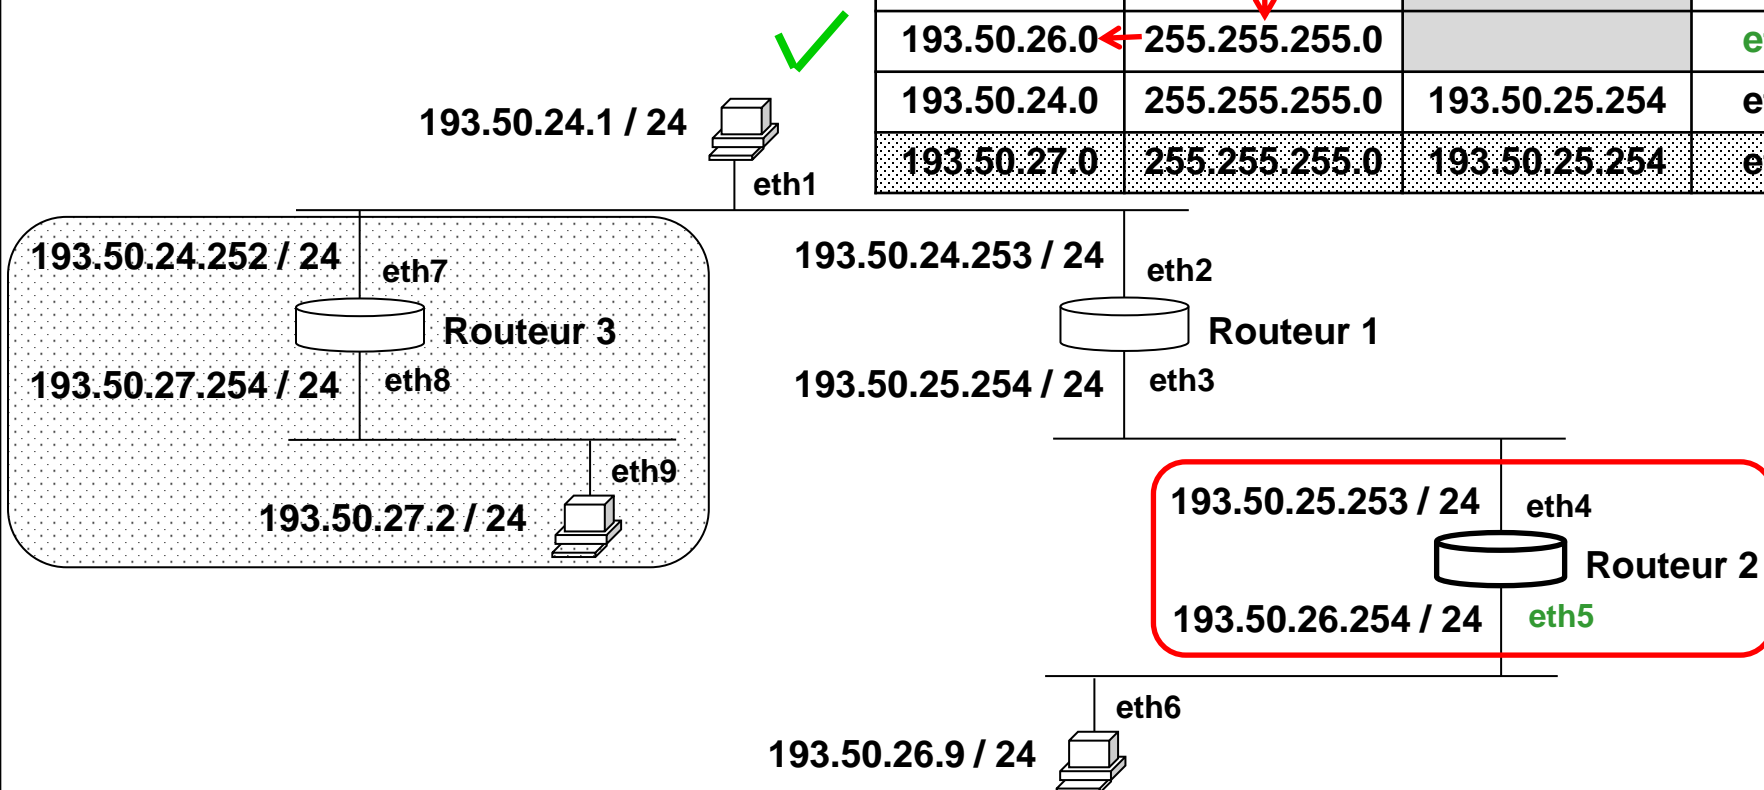 193.50.26.0 255.255.255.0
193.50.24.0 255.255.255.0 193.50.25.254
193.50.27.0 255.255.255.0 193.50.25.254
193.50.24.1 / 24
eth1
193.50.24.252 / 24
eth7
Routeur 3
193.50.27.254 / 24
eth8
eth9
193.50.27.2 / 24
193.50.24.253 / 24
eth2
Routeur 1
193.50.25.254 / 24
eth3
193.50.25.253 / 24
eth4
Routeur 2
193.50.26.254 / 24
eth5
eth6
193.50.26.9 / 24